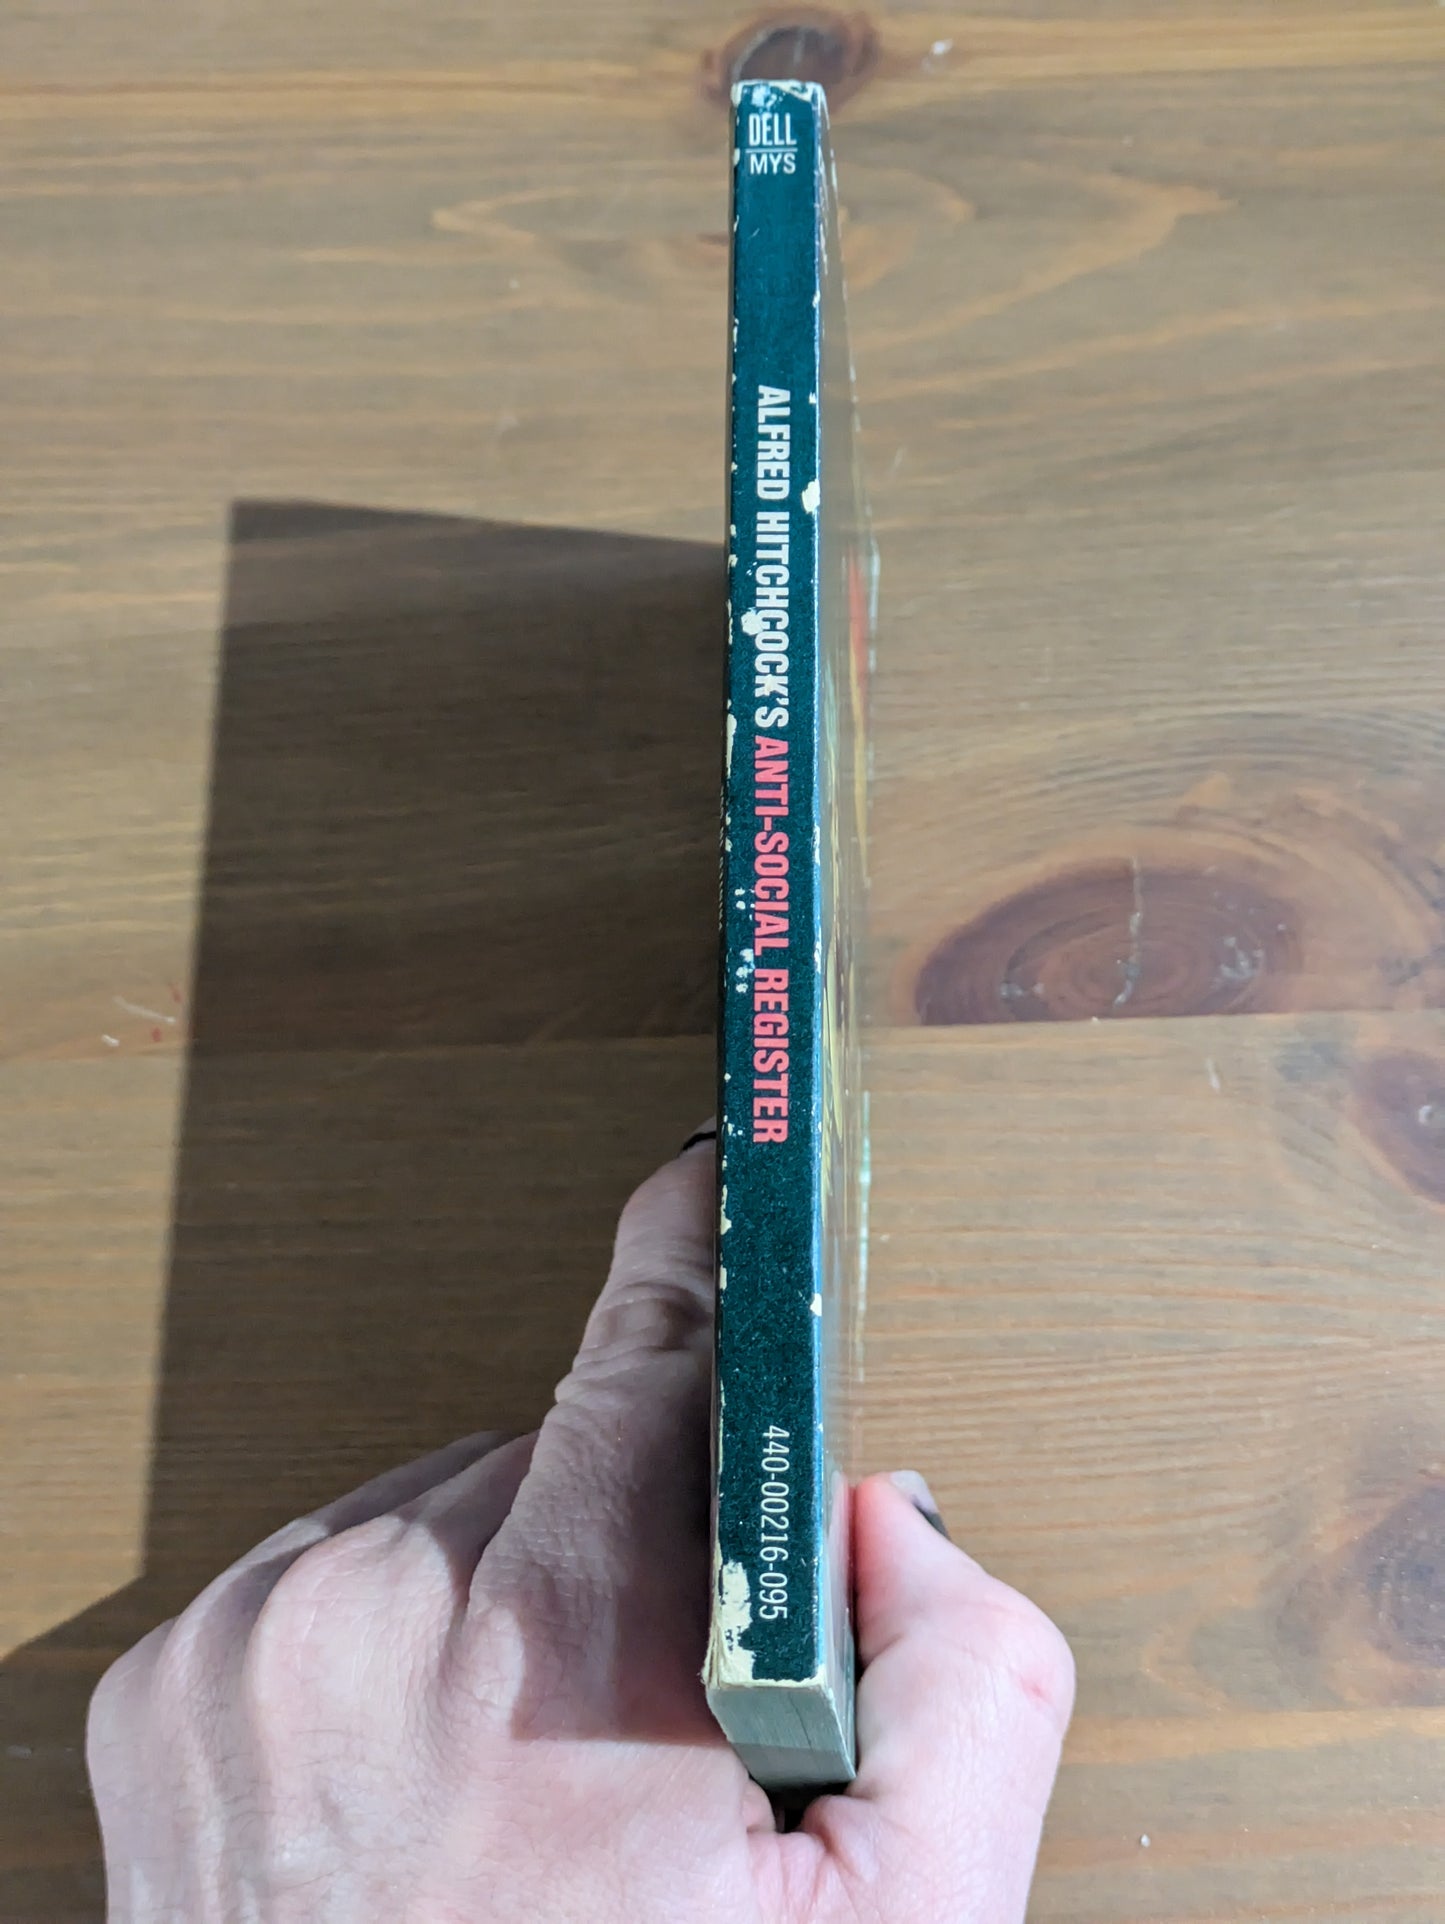 DELL
MYS
ALFRED HITCHCOCK'S ANTI-SOCIAL REGISTER
440-00216-095